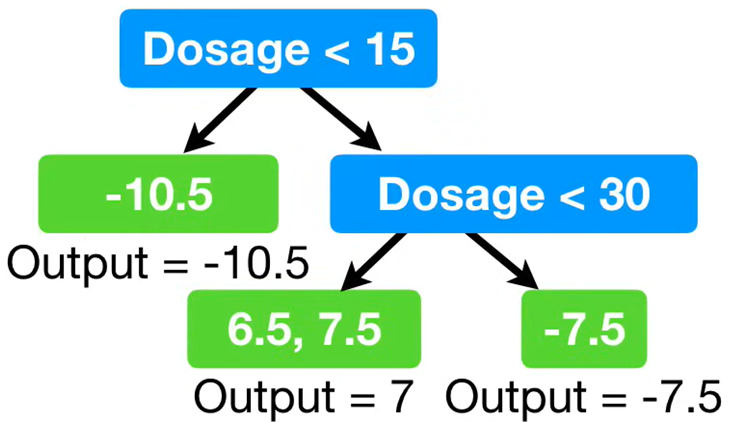 Dosage < 15
-10.5
Dosage < 30
Output = -10.5
6.5, 7.5
-7.5
Output = 7
Output = -7.5